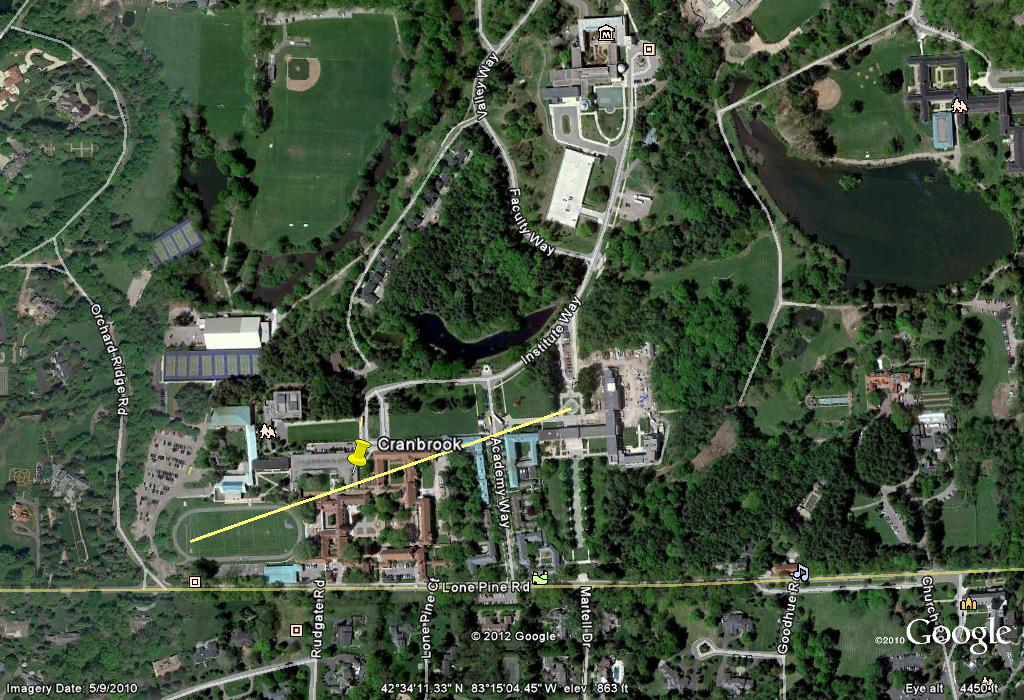 Valley Way
Faculty Way
Institute Way
Orchard Ridge Rd
Cranbrook
Academy Way
Lone Pine Rd
Lone Pine Ct
Rudgate Rd
Martell Dr
Goodhue R
Church
© 2012 Google
©2010 Google
Imagery Date: 5/9/2010
42°34'11.33" N 83°15'04.45" W elev 863 ft
Eye alt 4450 ft